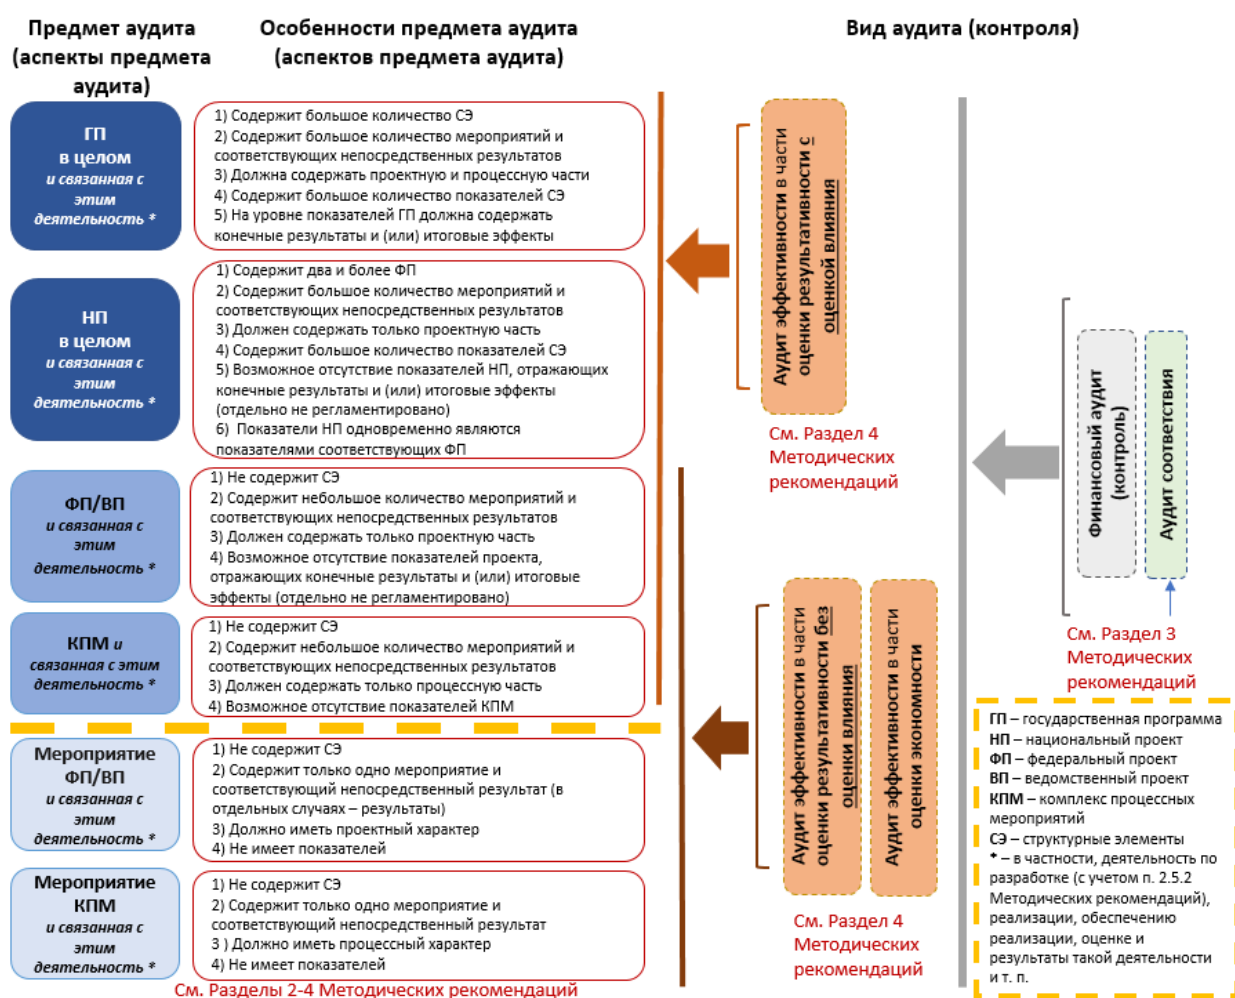 Предмет аудита
(аспекты предмета
аудита)
Особенности предмета аудита
(аспектов предмета аудита)
Вид аудита (контроля)
ГП
в целом
и связанная с
этим
деятельность *
1) Содержит большое количество СЭ
2) Содержит большое количество мероприятий и
соответствующих непосредственных результатов
3) Должна содержать проектную и процессную части
4) Содержит большое количество показателей СЭ
5) На уровне показателей ГП должна содержать
конечные результаты и (или) итоговые эффекты
НП
в целом
и связанная с
этим
деятельность *
1) Содержит два и более ФП
2) Содержит большое количество мероприятий и
соответствующих непосредственных результатов
3) Должен содержать только проектную часть
4) Содержит большое количество показателей СЭ
5) Возможное отсутствие показателей НП, отражающих
конечные результаты и (или) итоговые эффекты
(отдельно не регламентировано)
6) Показатели НП одновременно являются
показателями соответствующих ФП
ФП/ВП
и связанная с
этим
деятельность *
1) Не содержит СЭ
2) Содержит небольшое количество мероприятий и
соответствующих непосредственных результатов
3) Должен содержать только проектную часть
4) Возможное отсутствие показателей проекта,
отражающих конечные результаты и (или) итоговые
эффекты (отдельно не регламентировано)
КПМ и
связанная с этим
деятельность *
1) Не содержит СЭ
2) Содержит небольшое количество мероприятий и
соответствующих непосредственных результатов
3) Должен содержать только процессную часть
4) Возможное отсутствие показателей КПМ
Мероприятие
ФП/ВП
и связанная с
этим
деятельность *
1) Не содержит СЭ
2) Содержит только одно мероприятие и
соответствующий непосредственный результат (в
отдельных случаях – результаты)
3) Должно иметь проектный характер
4) Не имеет показателей
Мероприятие
КПМ
и связанная с
этим
деятельность *
1) Не содержит СЭ
2) Содержит только одно мероприятие и
соответствующий непосредственный результат
3 ) Должно иметь процессный характер
4) Не имеет показателей
См. Разделы 2-4 Методических рекомендаций
Аудит эффективности в части
оценки результативности с
оценкой влияния
См. Раздел 4
Методических
рекомендаций
Аудит эффективности в части
оценки результативности без
оценки влияния
Аудит эффективности в части
оценки экономности
См. Раздел 4
Методических
рекомендаций
Финансовый аудит
(контроль)
Аудит соответствия
См. Раздел 3
Методических
рекомендаций
ГП – государственная программа
НП – национальный проект
ФП – федеральный проект
ВП – ведомственный проект
КПМ – комплекс процессных
мероприятий
СЭ – структурные элементы
* – в частности, деятельность по
разработке (с учетом п. 2.5.2
Методических рекомендаций),
реализации, обеспечению
реализации, оценке и
результаты такой деятельности
и т. п.